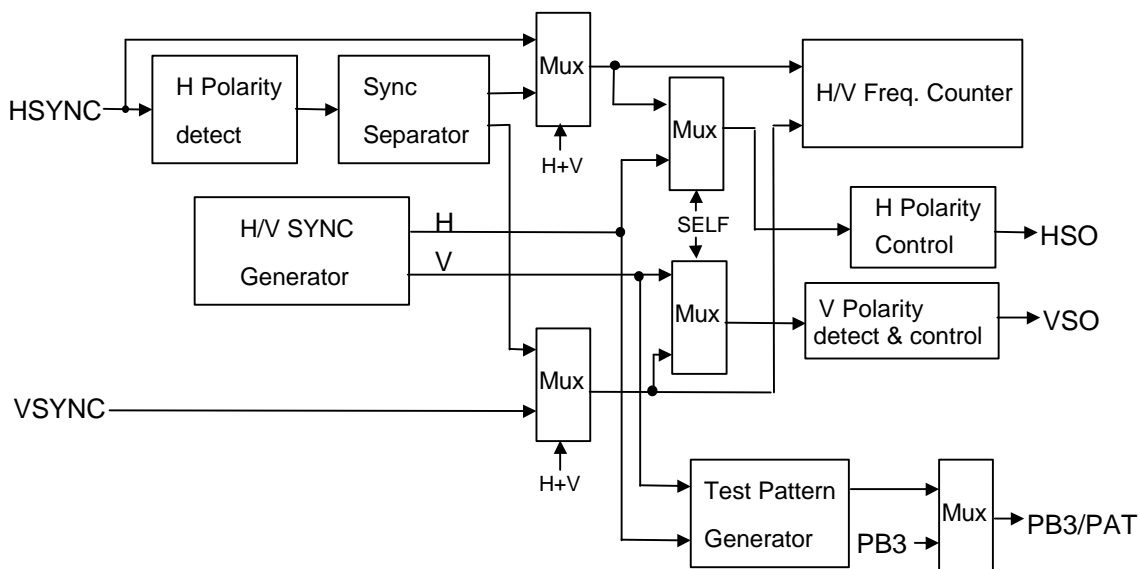 Mux
H Polarity
detect
Sync
Separator
H/V Freq. Counter
HSYNC
Mux
H+V
H/V SYNC
Generator
H
V
SELF
H Polarity
Control
HSO
Mux
V Polarity
detect & control
VSO
Mux
VSYNC
H+V
Test Pattern
Generator
Mux
PB3
PB3/PAT